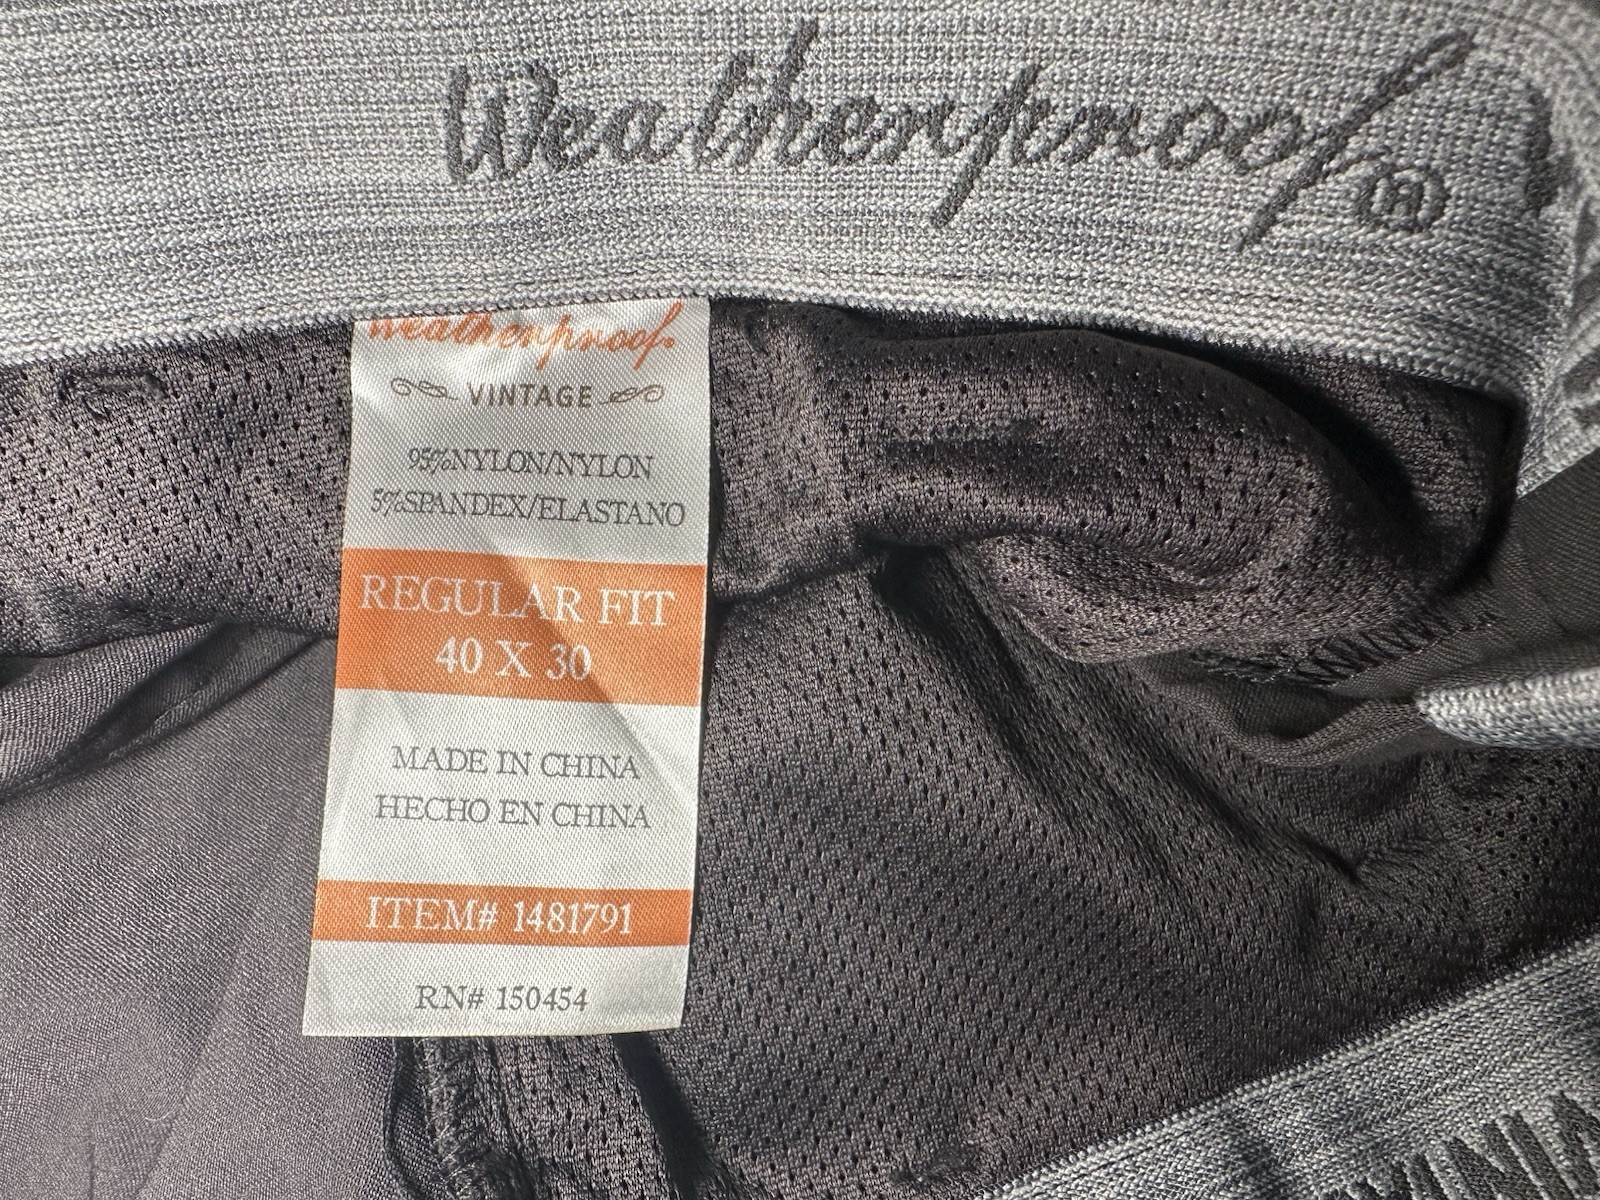 Weatherproof®
weatherproof.
VINTAGE
95%NYLON/NYLON
5%SPANDEX/ELASTANO
REGULAR FIT
40 X 30
MADE IN CHINA
HECHO EN CHINA
ITEM# 1481791
RN# 150454